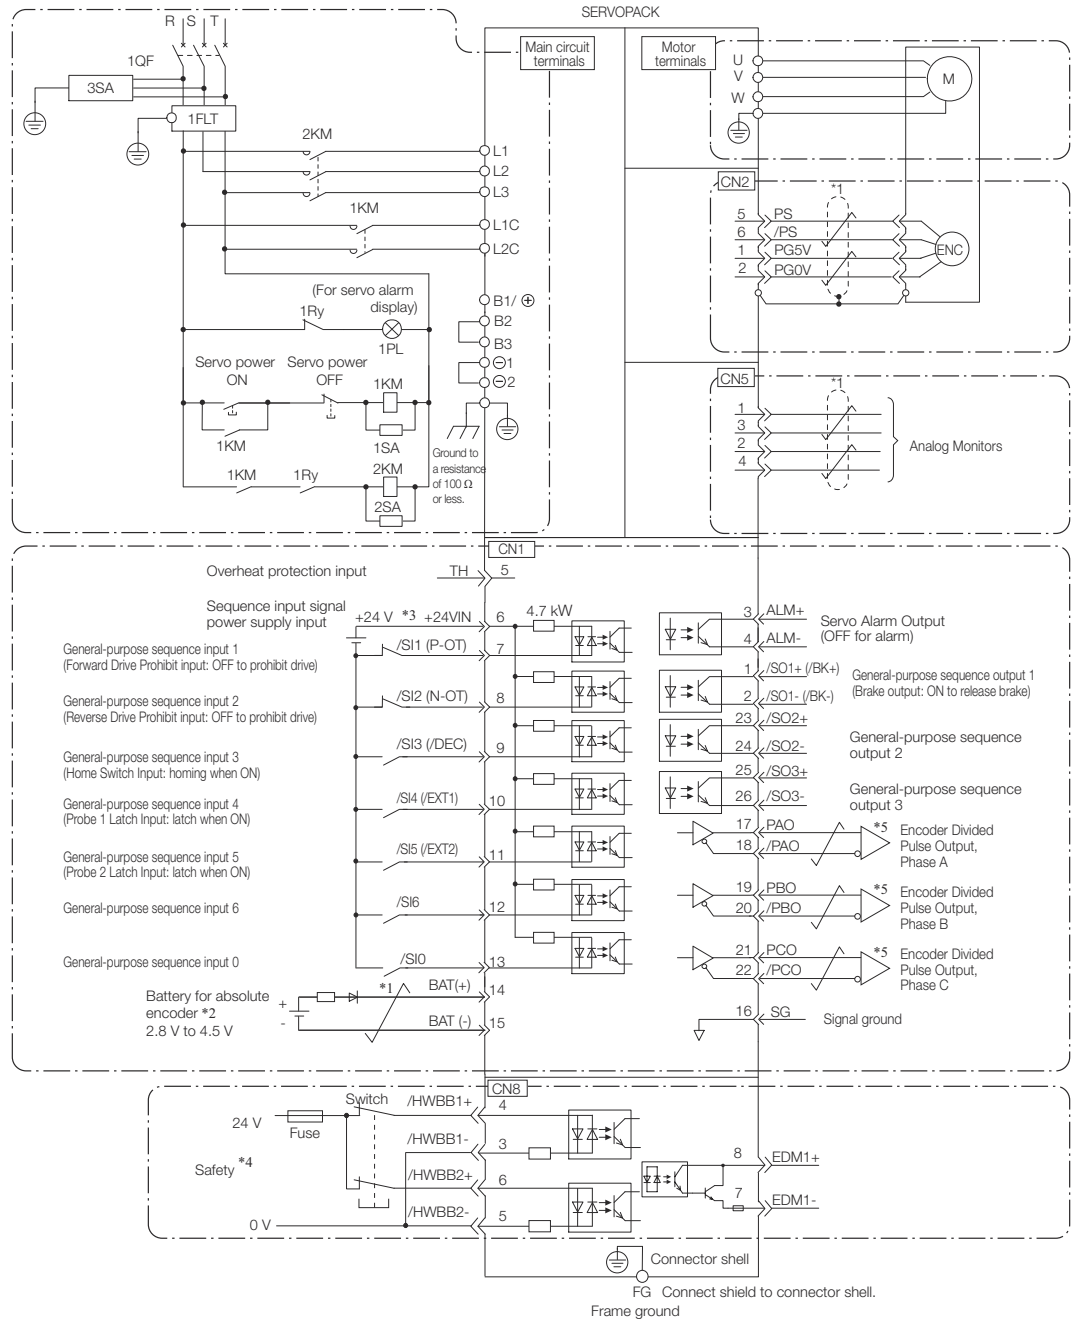 SERVOPACK
R S T
1QF
3SA
1FLT
2KM
1KM
Main circuit
terminals
L1
L2
L3
L1C
L2C
B1/ ⊕
B2
B3
⊖1
⊖2
(For servo alarm
display)
1Ry
1PL
Servo power
ON
Servo power
OFF
1KM
1SA
1KM
1KM
1Ry
2KM
2SA
Ground to
a resistance
of 100 Ω
or less.
Motor
terminals
U
V
W
M
CN2
*1
5 PS
6 /PS
1 PG5V
2 PG0V
ENC
CN5
*1
1
3
2
4
Analog Monitors
CN1
Overheat protection input
TH 5
Sequence input signal
power supply input
+24 V *3 +24VIN 6
4.7 kW
General-purpose sequence input 1
(Forward Drive Prohibit input: OFF to prohibit drive)
/SI1 (P-OT) 7
General-purpose sequence input 2
(Reverse Drive Prohibit input: OFF to prohibit drive)
/SI2 (N-OT) 8
General-purpose sequence input 3
(Home Switch Input: homing when ON)
/SI3 (/DEC) 9
General-purpose sequence input 4
(Probe 1 Latch Input: latch when ON)
/SI4 (/EXT1) 10
General-purpose sequence input 5
(Probe 2 Latch Input: latch when ON)
/SI5 (/EXT2) 11
General-purpose sequence input 6
/SI6 12
General-purpose sequence input 0
/SI0 13
Battery for absolute
encoder *2
2.8 V to 4.5 V
+
-
*1
BAT(+) 14
BAT (-) 15
3 ALM+
4 ALM-
Servo Alarm Output
(OFF for alarm)
1 /SO1+ (/BK+)
2 /SO1- (/BK-)
General-purpose sequence output 1
(Brake output: ON to release brake)
23 /SO2+
24 /SO2-
General-purpose sequence
output 2
25 /SO3+
26 /SO3-
General-purpose sequence
output 3
17 PAO
18 /PAO
*5
Encoder Divided
Pulse Output,
Phase A
19 PBO
20 /PBO
*5
Encoder Divided
Pulse Output,
Phase B
21 PCO
22 /PCO
*5
Encoder Divided
Pulse Output,
Phase C
16 SG
Signal ground
CN8
24 V
Fuse
Switch
Safety *4
0 V
/HWBB1+ 4
/HWBB1- 3
/HWBB2+ 6
/HWBB2- 5
8 EDM1+
7 EDM1-
Connector shell
FG Connect shield to connector shell.
Frame ground